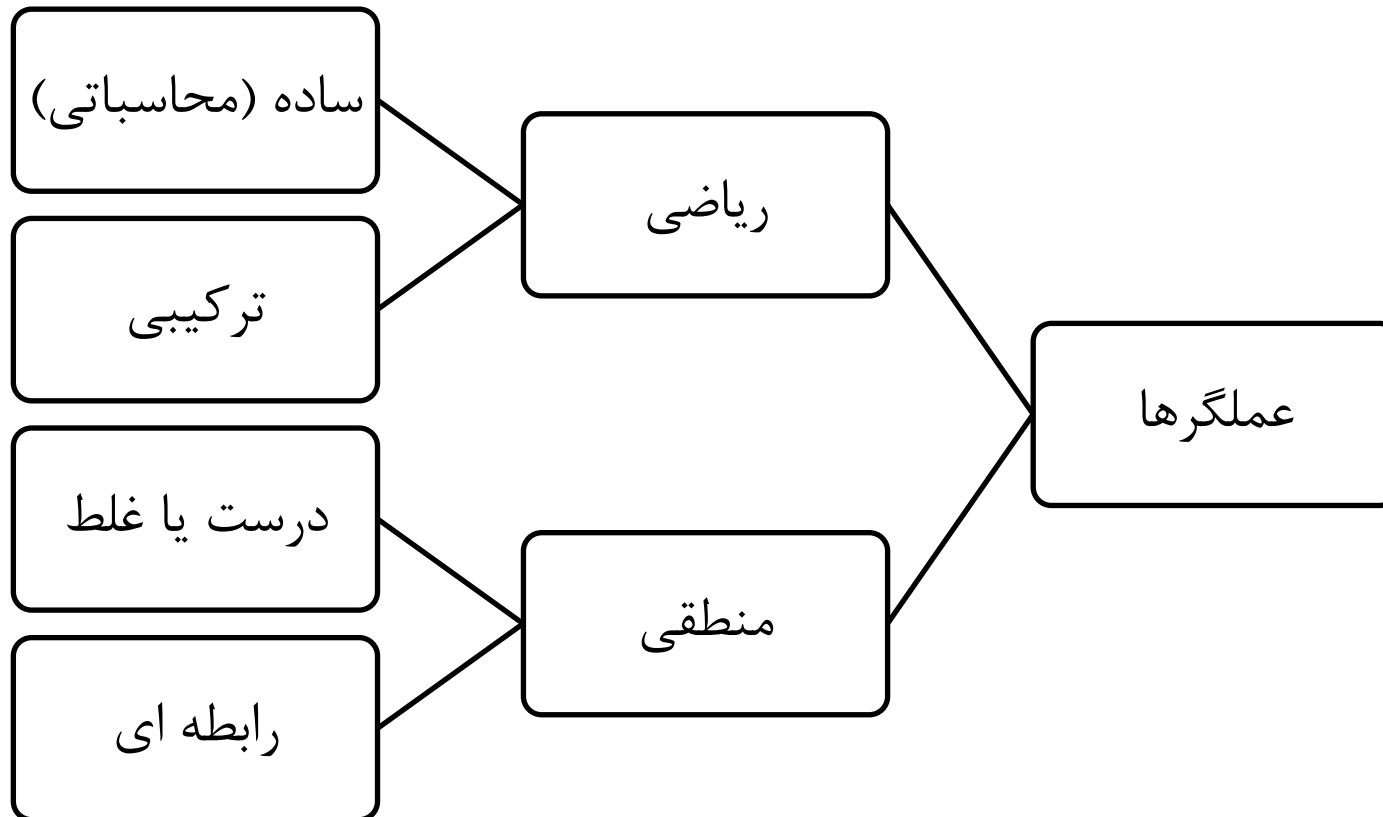 عملگرها
ریاضی
ساده (محاسباتی)
ترکیبی
منطقی
درست یا غلط
رابطه ای